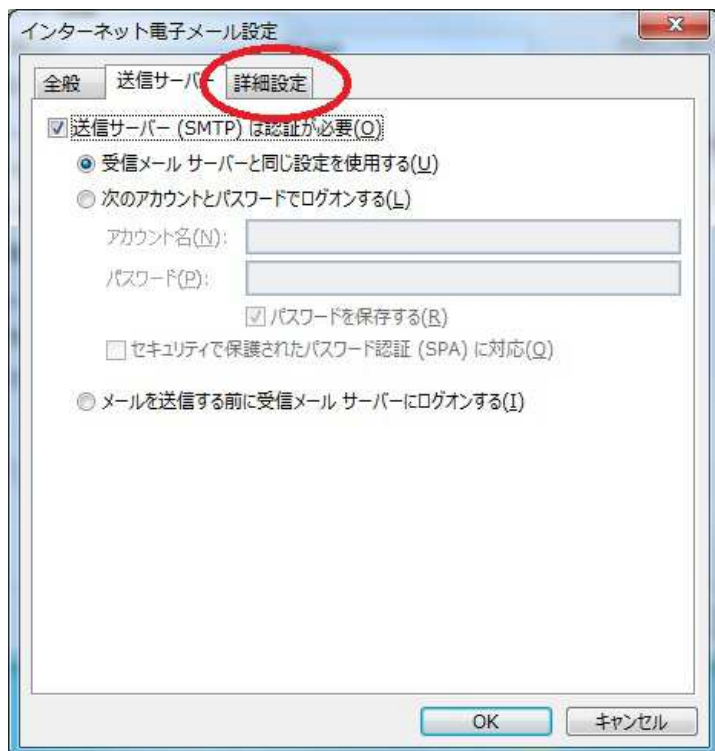 インターネット電子メール設定
全般 送信サーバー 詳細設定
送信サーバー (SMTP) は認証が必要(O)
受信メール サーバーと同じ設定を使用する(U)
次のアカウントとパスワードでログオンする(L)
アカウント名(N):
パスワード(P):
パスワードを保存する(R)
セキュリティで保護されたパスワード認証 (SPA) に対応(Q)
メールを送信する前に受信メール サーバーにログオンする(I)
OK キャンセル